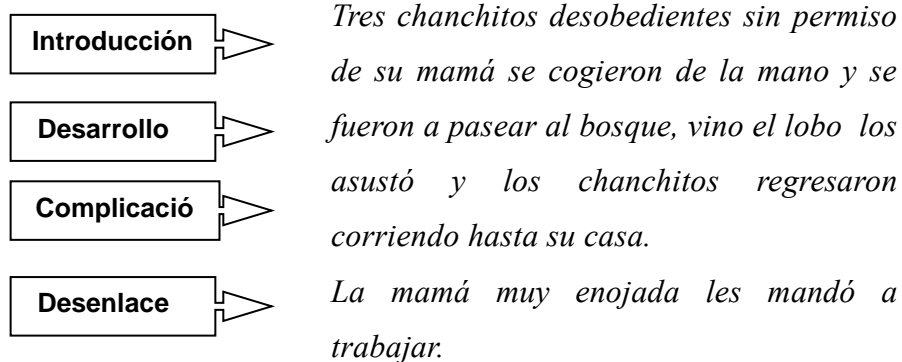 Introducción
Desarrollo
Complicació
Desenlace
Tres chanchitos desobedientes sin permiso
de su mamá se cogieron de la mano y se
fueron a pasear al bosque, vino el lobo los
asustó y los chanchitos regresaron
corriendo hasta su casa.
La mamá muy enojada les mandó a
trabajar.